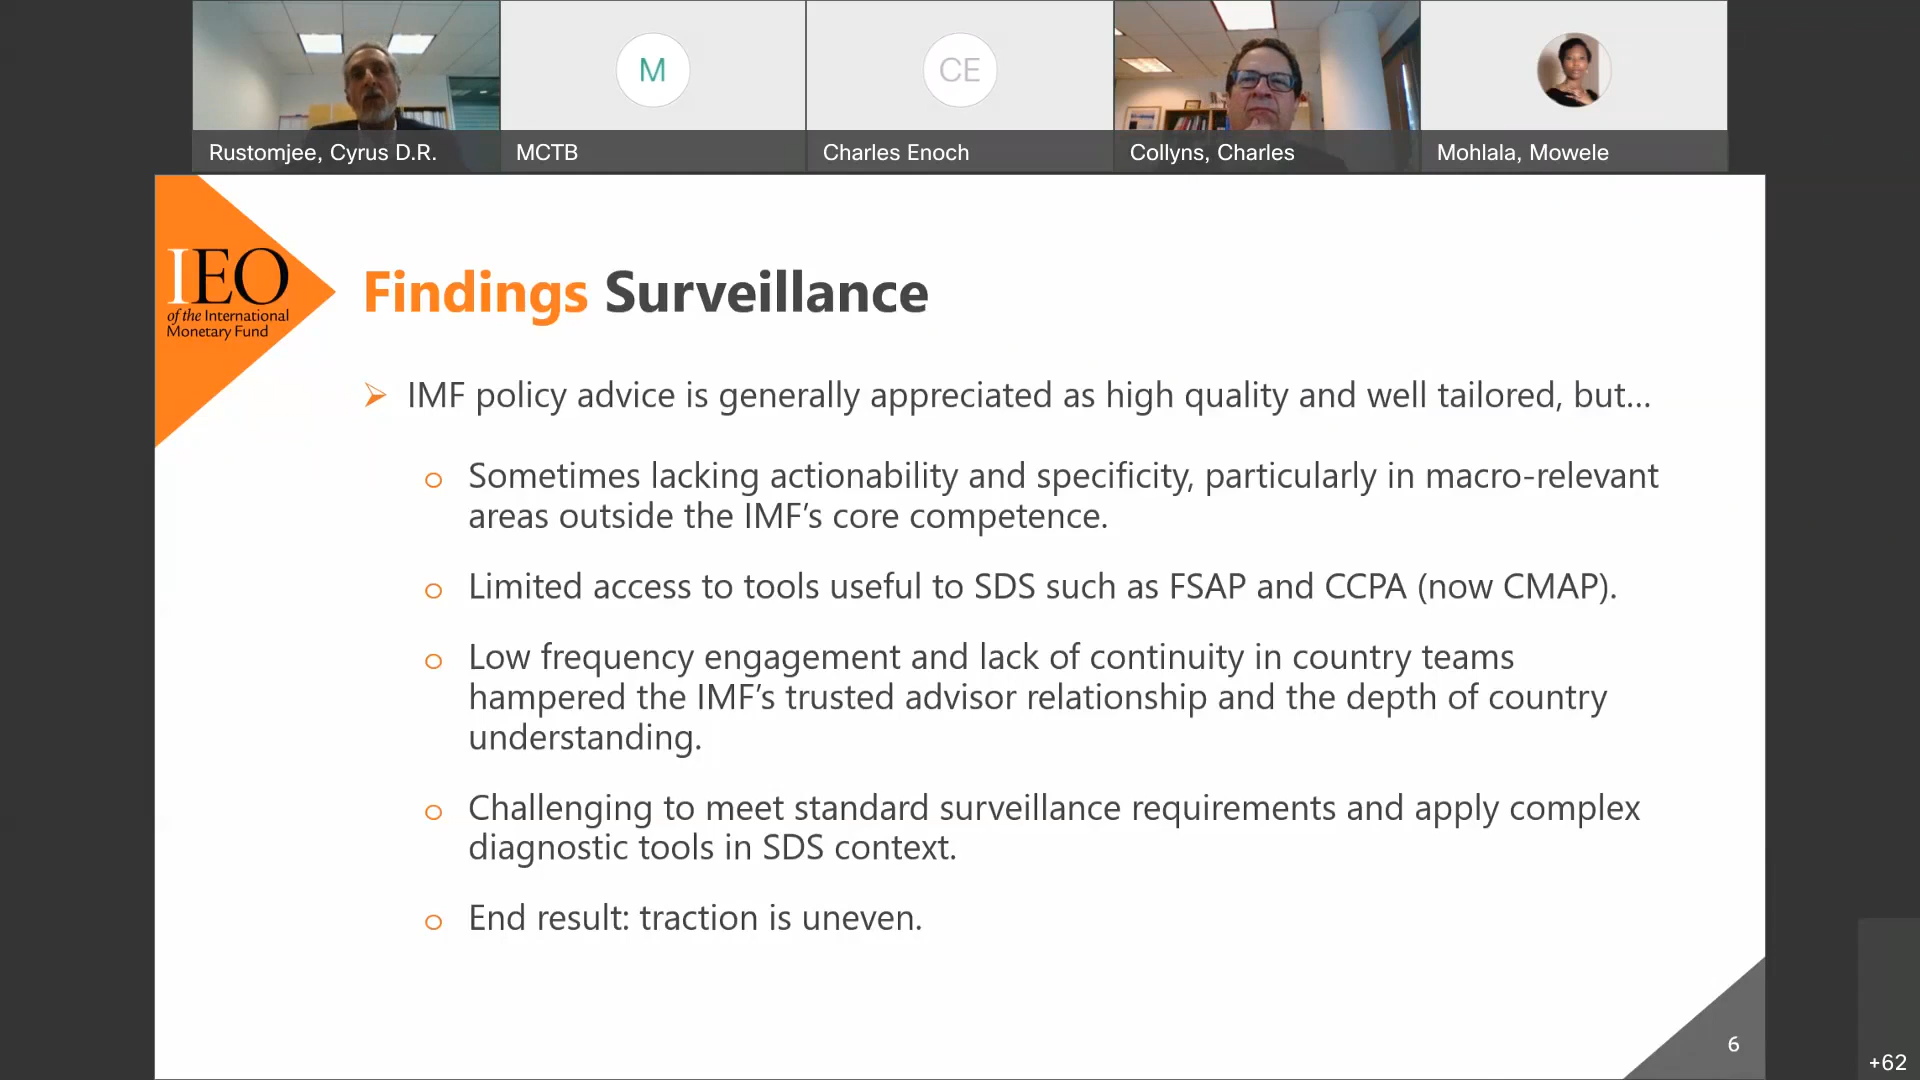 M
CE
Rustomjee, Cyrus D.R.
MCTB
Charles Enoch
Collyns, Charles
Mohlala, Mowele
IEO
of the International
Monetary Fund
Findings Surveillance
IMF policy advice is generally appreciated as high quality and well tailored, but...
Sometimes lacking actionability and specificity, particularly in macro-relevant
areas outside the IMF’s core competence.
Limited access to tools useful to SDS such as FSAP and CCPA (now CMAP).
Low frequency engagement and lack of continuity in country teams
hampered the IMF’s trusted advisor relationship and the depth of country
understanding.
Challenging to meet standard surveillance requirements and apply complex
diagnostic tools in SDS context.
End result: traction is uneven.
6
+62